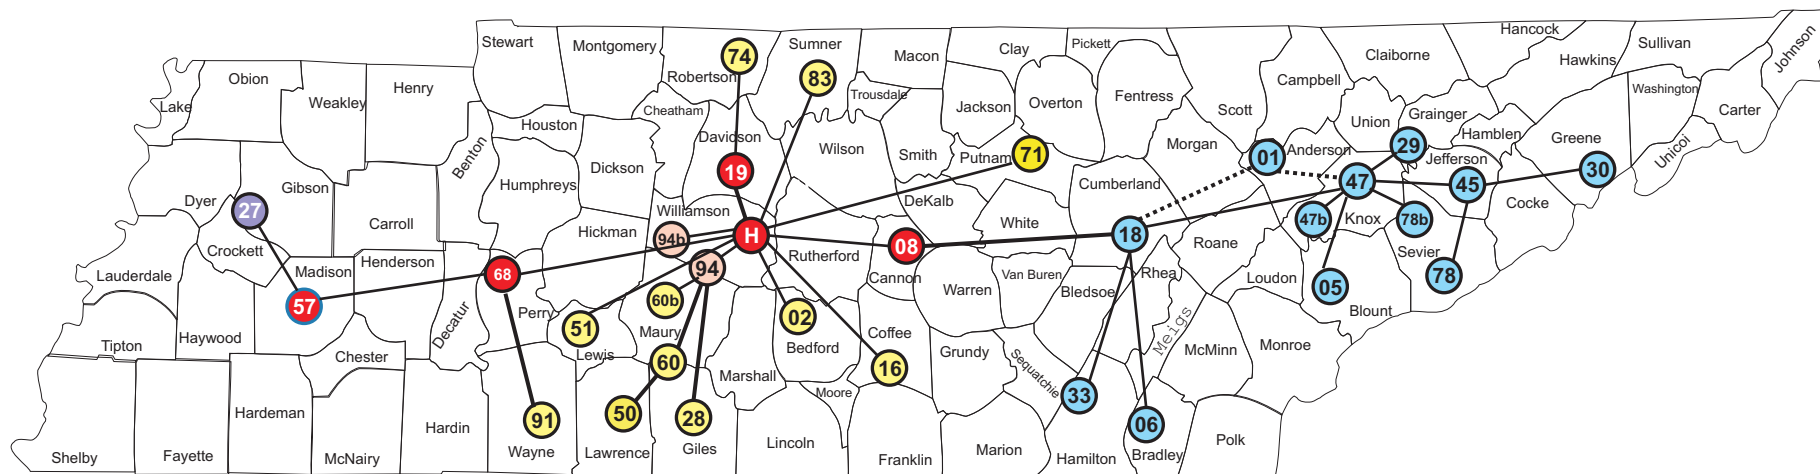 Hancock
Stewart
Montgomery
Sumner
Macon
Clay
Pickett
Claiborne
Hawkins
Sullivan
Johnson
74
83
Obion
Robertson
Campbell
Henry
Weakley
Lake
Cheatham
Trousdale
Jackson
Overton
Fentress
Scott
Union
Grainger
Washington
Carter
Houston
Davidson
Hamblen
Greene
Unicoi
Benton
Dickson
Wilson
Smith
Putnam
71
Morgan
01
Anderson
29
Jefferson
19
47
45
30
Gibson
Humphreys
Cumberland
Dyer
27
Williamson
DeKalb
Cocke
Carroll
Hickman
94b
H
White
18
47b
Knox
78b
Crockett
08
Roane
Sevier
Henderson
Rutherford
Madison
68
94
Cannon
Van Buren
Rhea
Lauderdale
Warren
Bledsoe
Loudon
05
78
57
60b
Perry
51
02
Blount
Decatur
Maury
Coffee
Meigs
Haywood
Tipton
Chester
Lewis
60
Bedford
Grundy
McMinn
Monroe
16
Marshall
Sequatchie
Moore
33
Hardeman
91
50
28
06
Hardin
Wayne
Lawrence
Giles
Lincoln
Polk
Shelby
Fayette
McNairy
Franklin
Marion
Hamilton
Bradley